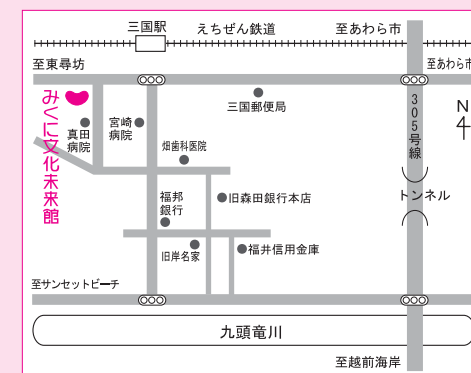 三国駅
えちぜん鉄道
至あわら市
至東尋坊
至あわら市
みくに文化未来館
真田
病院
宮崎
病院
三国郵便局
305号線
N
畑歯科医院
トンネル
福邦
銀行
旧森田銀行本店
旧岸名家
福井信用金庫
至サンセットビーチ
九頭竜川
至越前海岸